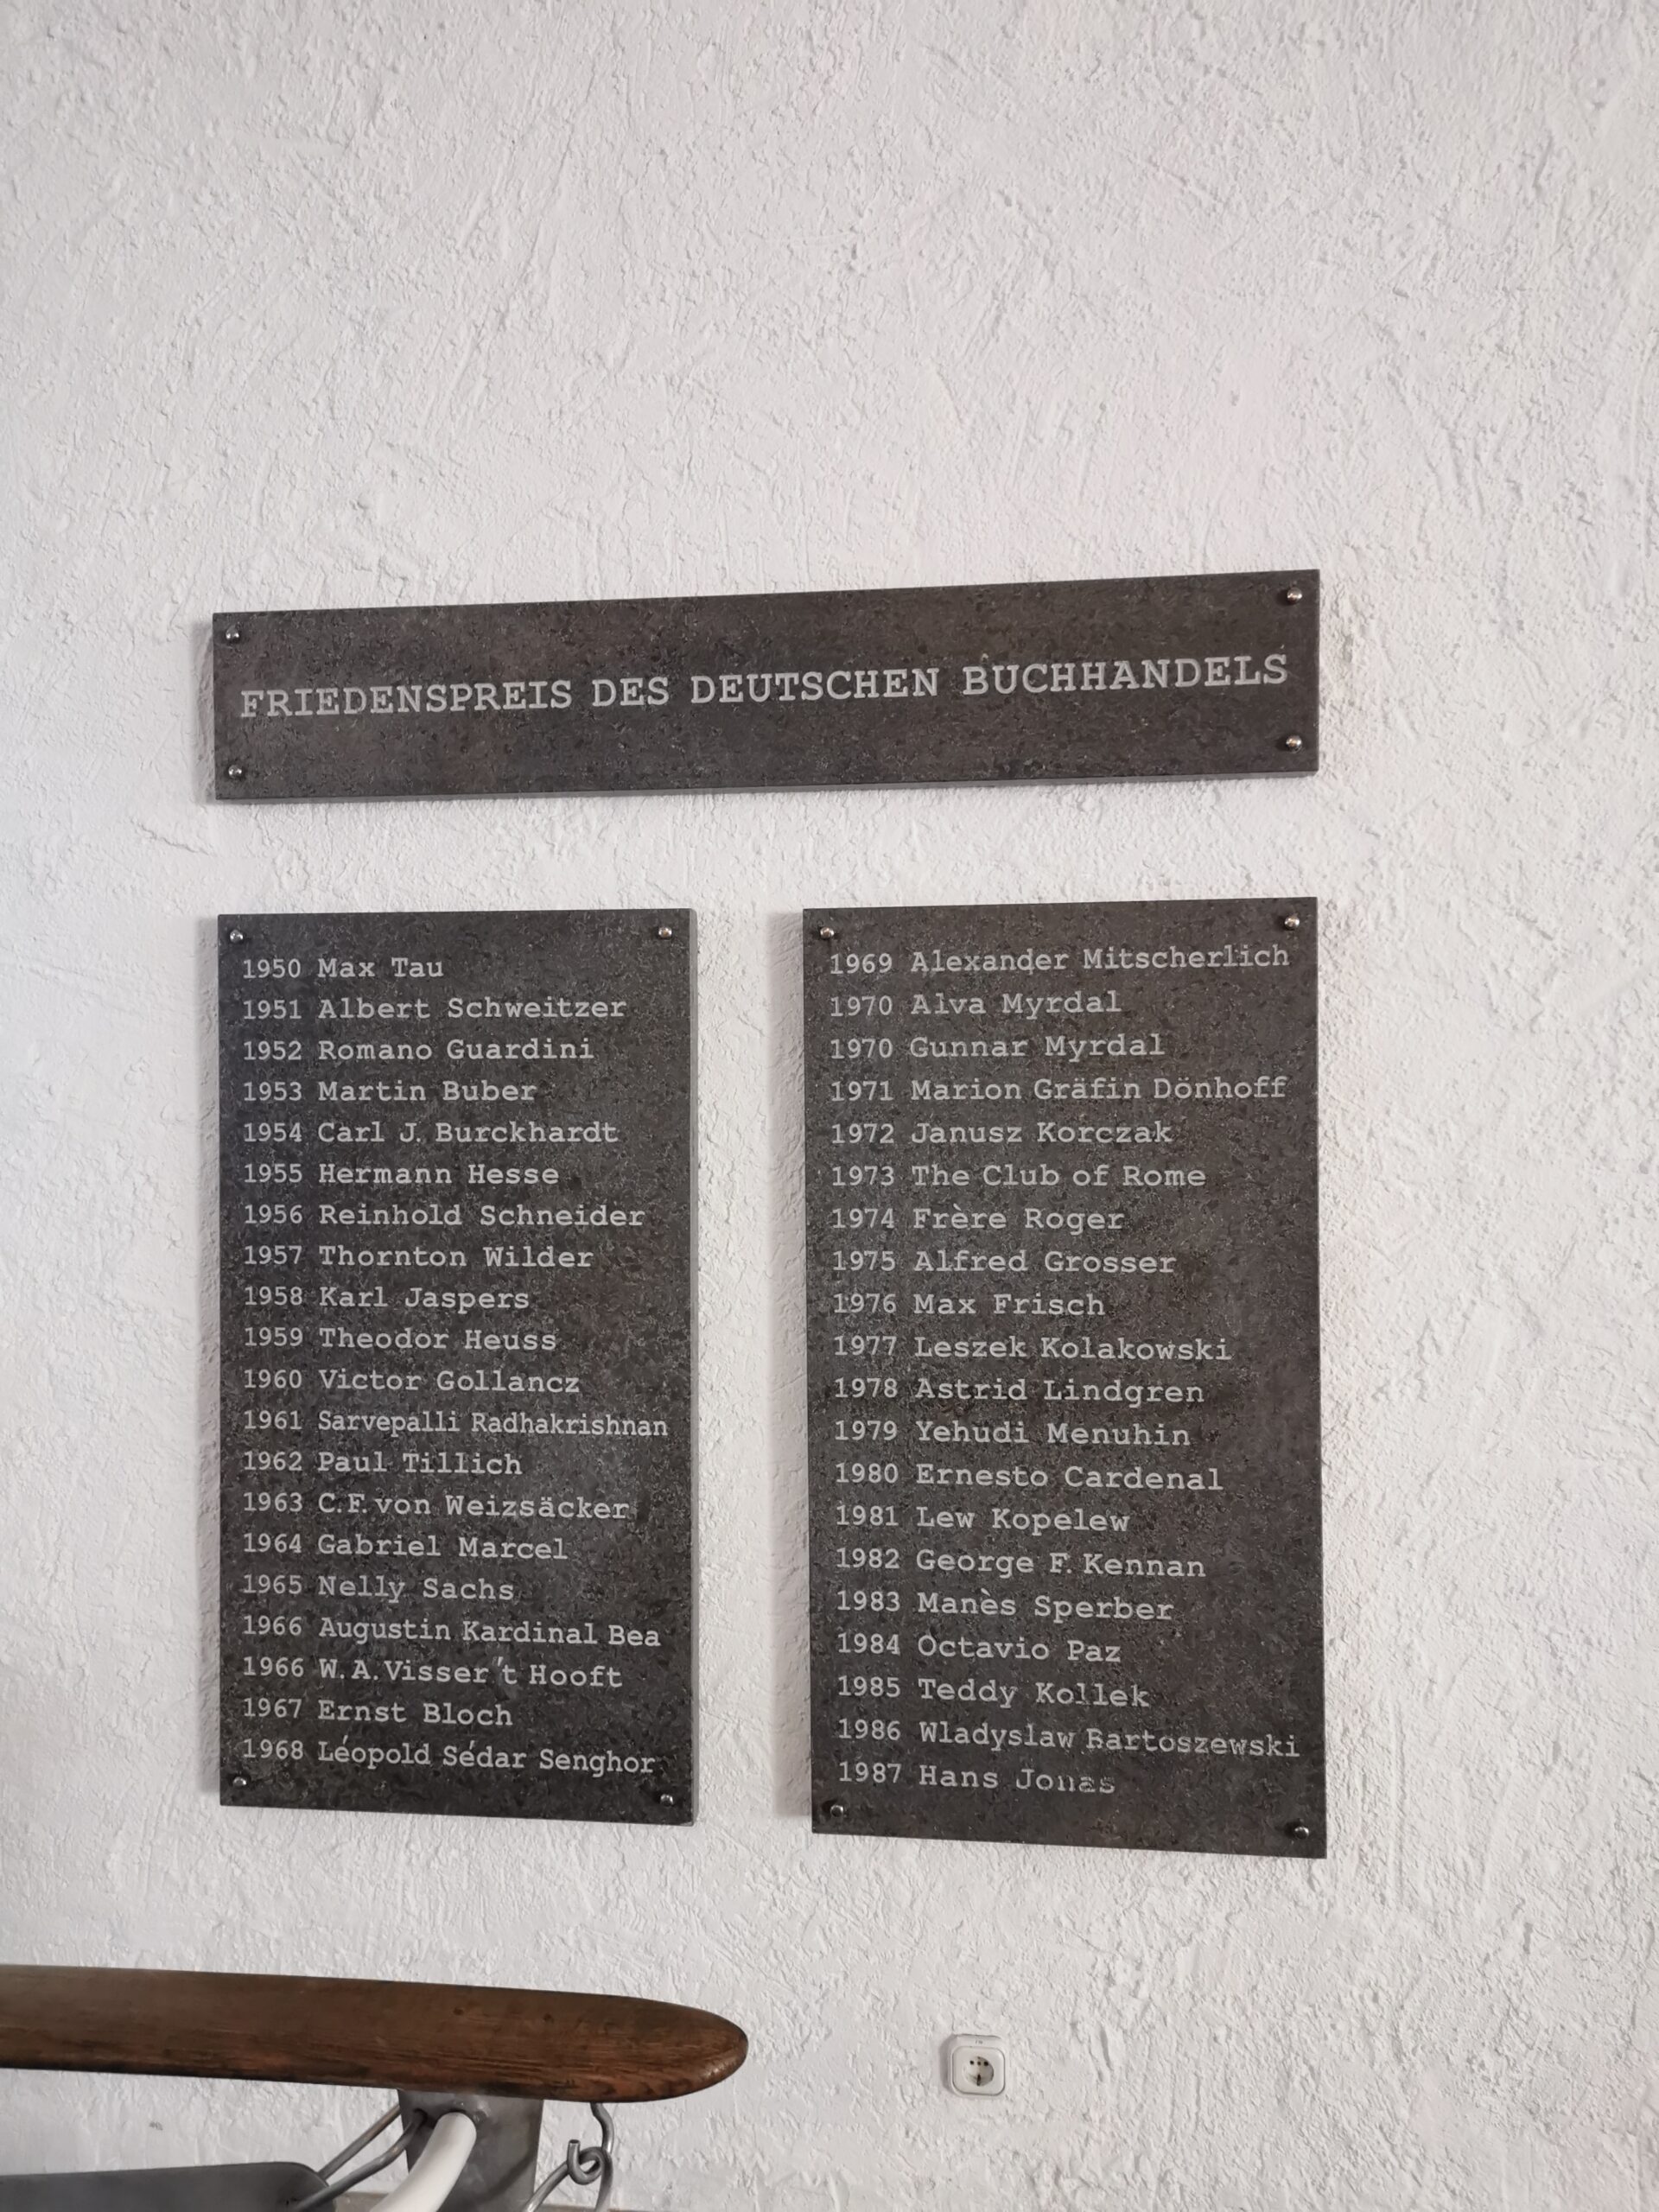 FRIEDENSPREIS DES DEUTSCHEN BUCHHANDELS
1950 Max Tau
1951 Albert Schweitzer
1952 Romano Guardini
1953 Martin Buber
1954 Carl J. Burckhardt
1955 Hermann Hesse
1956 Reinhold Schneider
1957 Thornton Wilder
1958 Karl Jaspers
1959 Theodor Heuss
1960 Victor Gollancz
1961 Sarvepalli Radhakrishnan
1962 Paul Tillich
1963 C.F. von Weizsäcker
1964 Gabriel Marcel
1965 Nelly Sachs
1966 Augustin Kardinal Bea
1966 W. A. Visser 't Hooft
1967 Ernst Bloch
1968 Léopold Sédar Senghor
1969 Alexander Mitscherlich
1970 Alva Myrdal
1970 Gunnar Myrdal
1971 Marion Gräfin Dönhoff
1972 Janusz Korczak
1973 The Club of Rome
1974 Frère Roger
1975 Alfred Grosser
1976 Max Frisch
1977 Leszek Kolakowski
1978 Astrid Lindgren
1979 Yehudi Menuhin
1980 Ernesto Cardenal
1981 Lew Kopelew
1982 George F. Kennan
1983 Manès Sperber
1984 Octavio Paz
1985 Teddy Kollek
1986 Wladyslaw Bartoszewski
1987 Hans Jonas